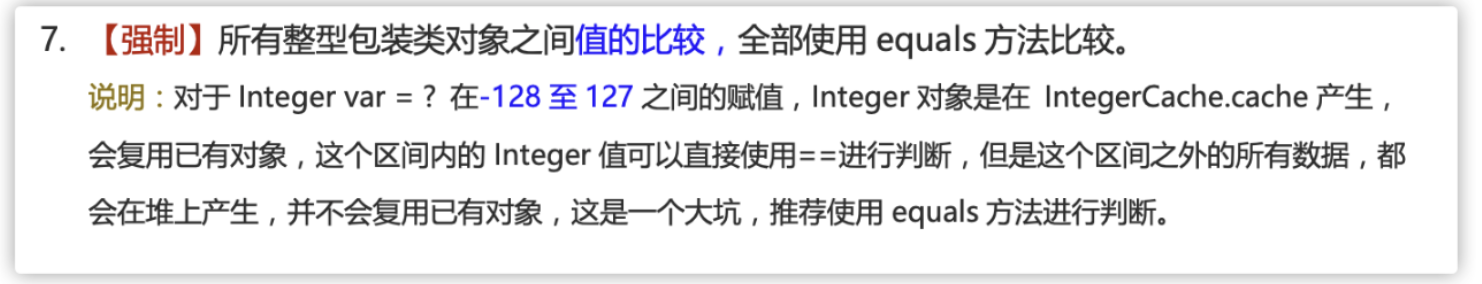 7. 【强制】所有整型包装类对象之间值的比较，全部使用 equals 方法比较。
说明：对于 Integer var = ? 在-128 至 127 之间的赋值，Integer 对象是在 IntegerCache.cache 产生，
会复用已有对象，这个区间内的 Integer 值可以直接使用==进行判断，但是这个区间之外的所有数据，都
会在堆上产生，并不会复用已有对象，这是一个大坑，推荐使用 equals 方法进行判断。